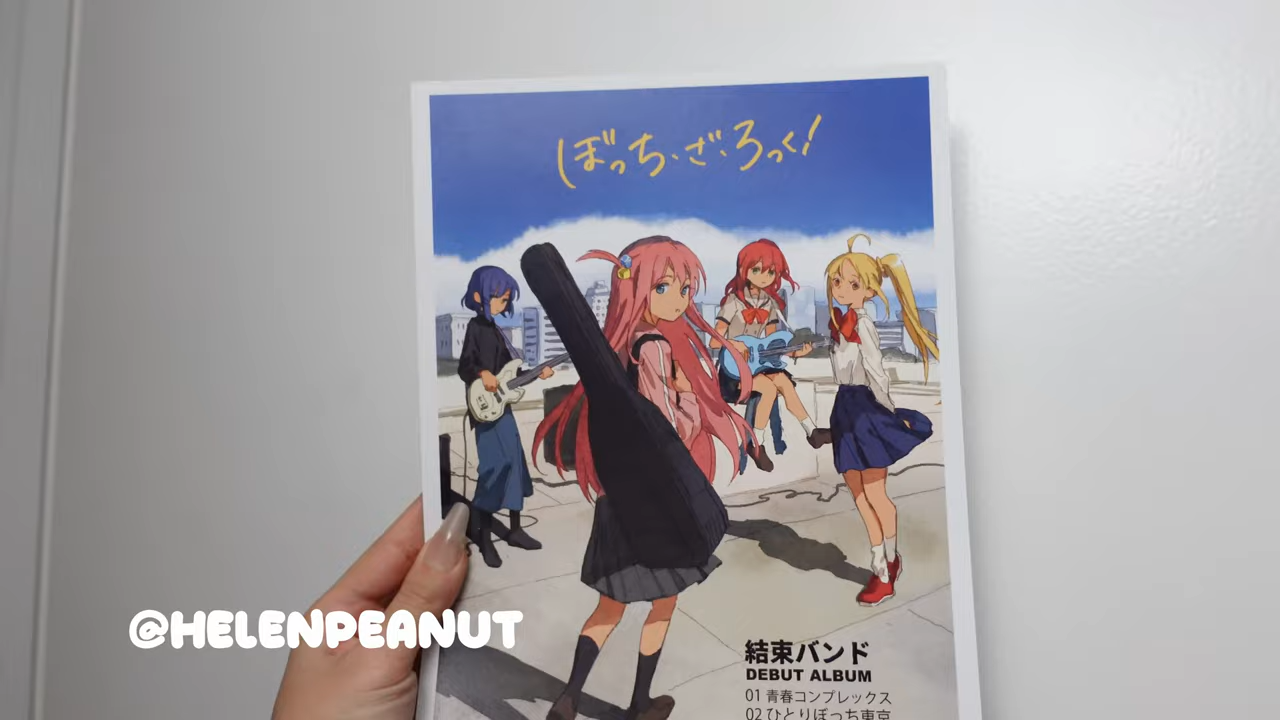 ぼっち・ざ・ろっく!
@HELENPEANUT
結束バンド
DEBUT ALBUM
01 青春コンプレックス
02 ひとりぼっち東京